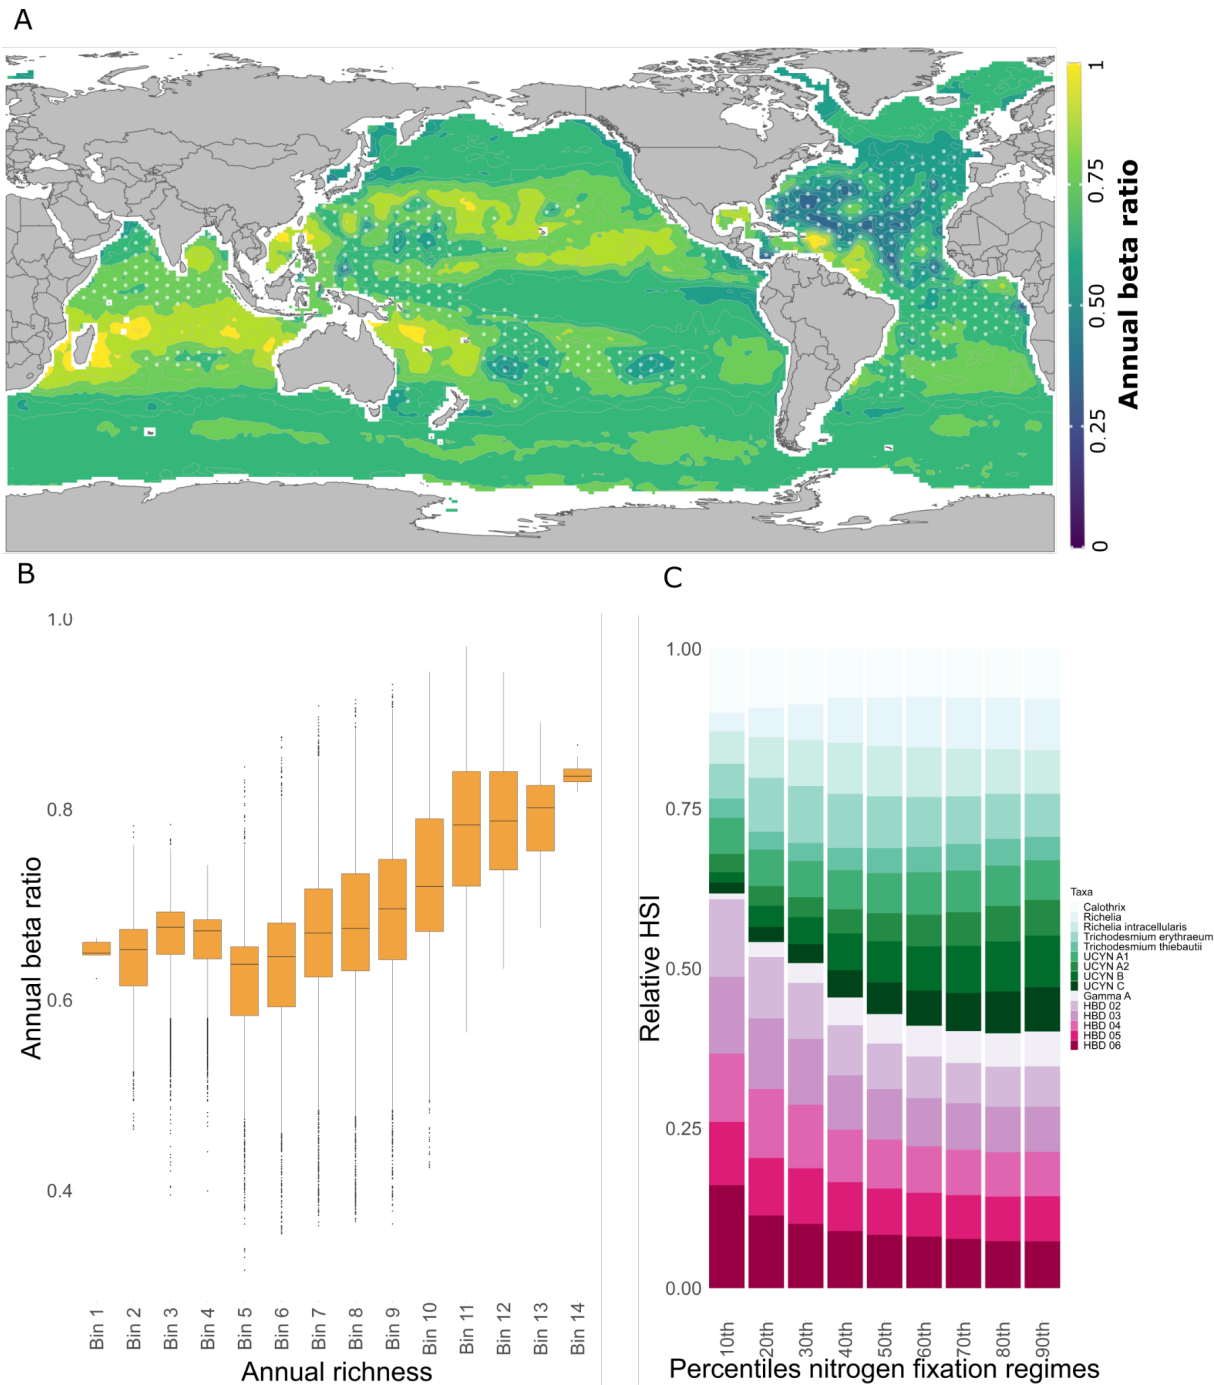 A
1
0.75
0.50
0.25
0
Annual beta ratio
B
1.0
0.8
0.6
0.4
Annual beta ratio
Bin 1
Bin 2
Bin 3
Bin 4
Bin 5
Bin 6
Bin 7
Bin 8
Bin 9
Bin 10
Bin 11
Bin 12
Bin 13
Bin 14
Annual richness
C
1.00
0.75
0.50
0.25
0.00
Relative HSI
10th
20th
30th
40th
50th
60th
70th
80th
90th
Percentiles nitrogen fixation regimes
Taxa
Calothrix
Richelia
Richelia intracellularis
Trichodesmium erythraeum
Trichodesmium thiebautii
UCYN A1
UCYN A2
UCYN B
UCYN C
Gamma A
HBD 02
HBD 03
HBD 04
HBD 05
HBD 06